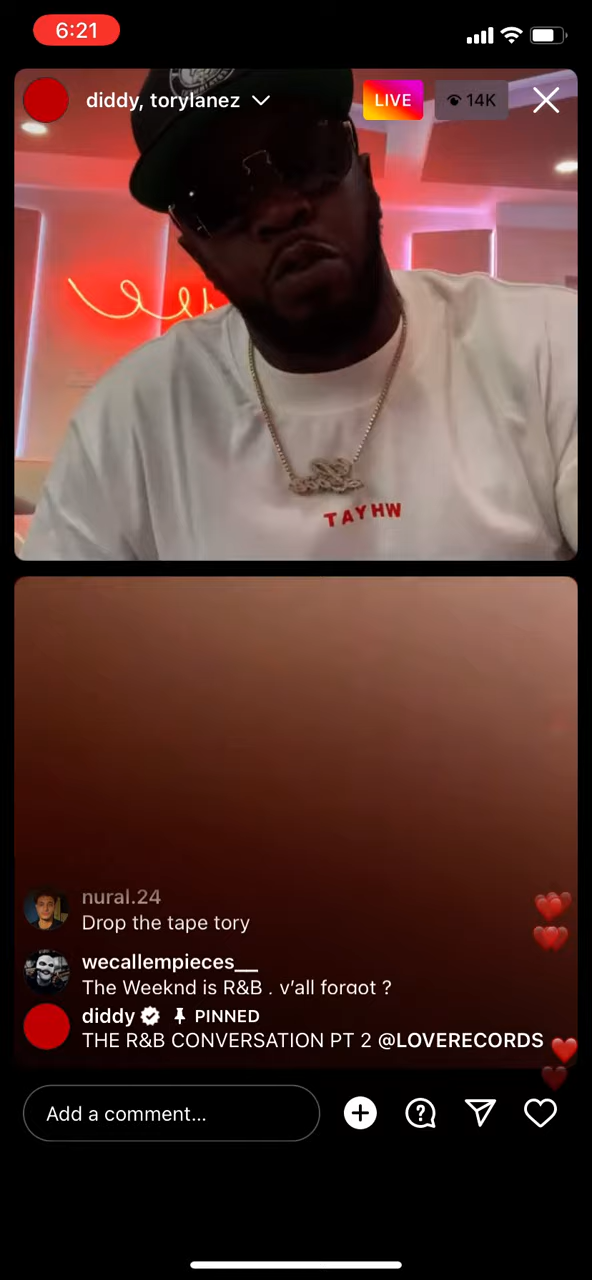 6:21
diddy, torylanez
LIVE
14K
TAYHW
nural.24
Drop the tape tory
wecallempieces__
The Weeknd is R&B . y'all forgot ?
diddy PINNED
THE R&B CONVERSATION PT 2 @LOVERECORDS
Add a comment...